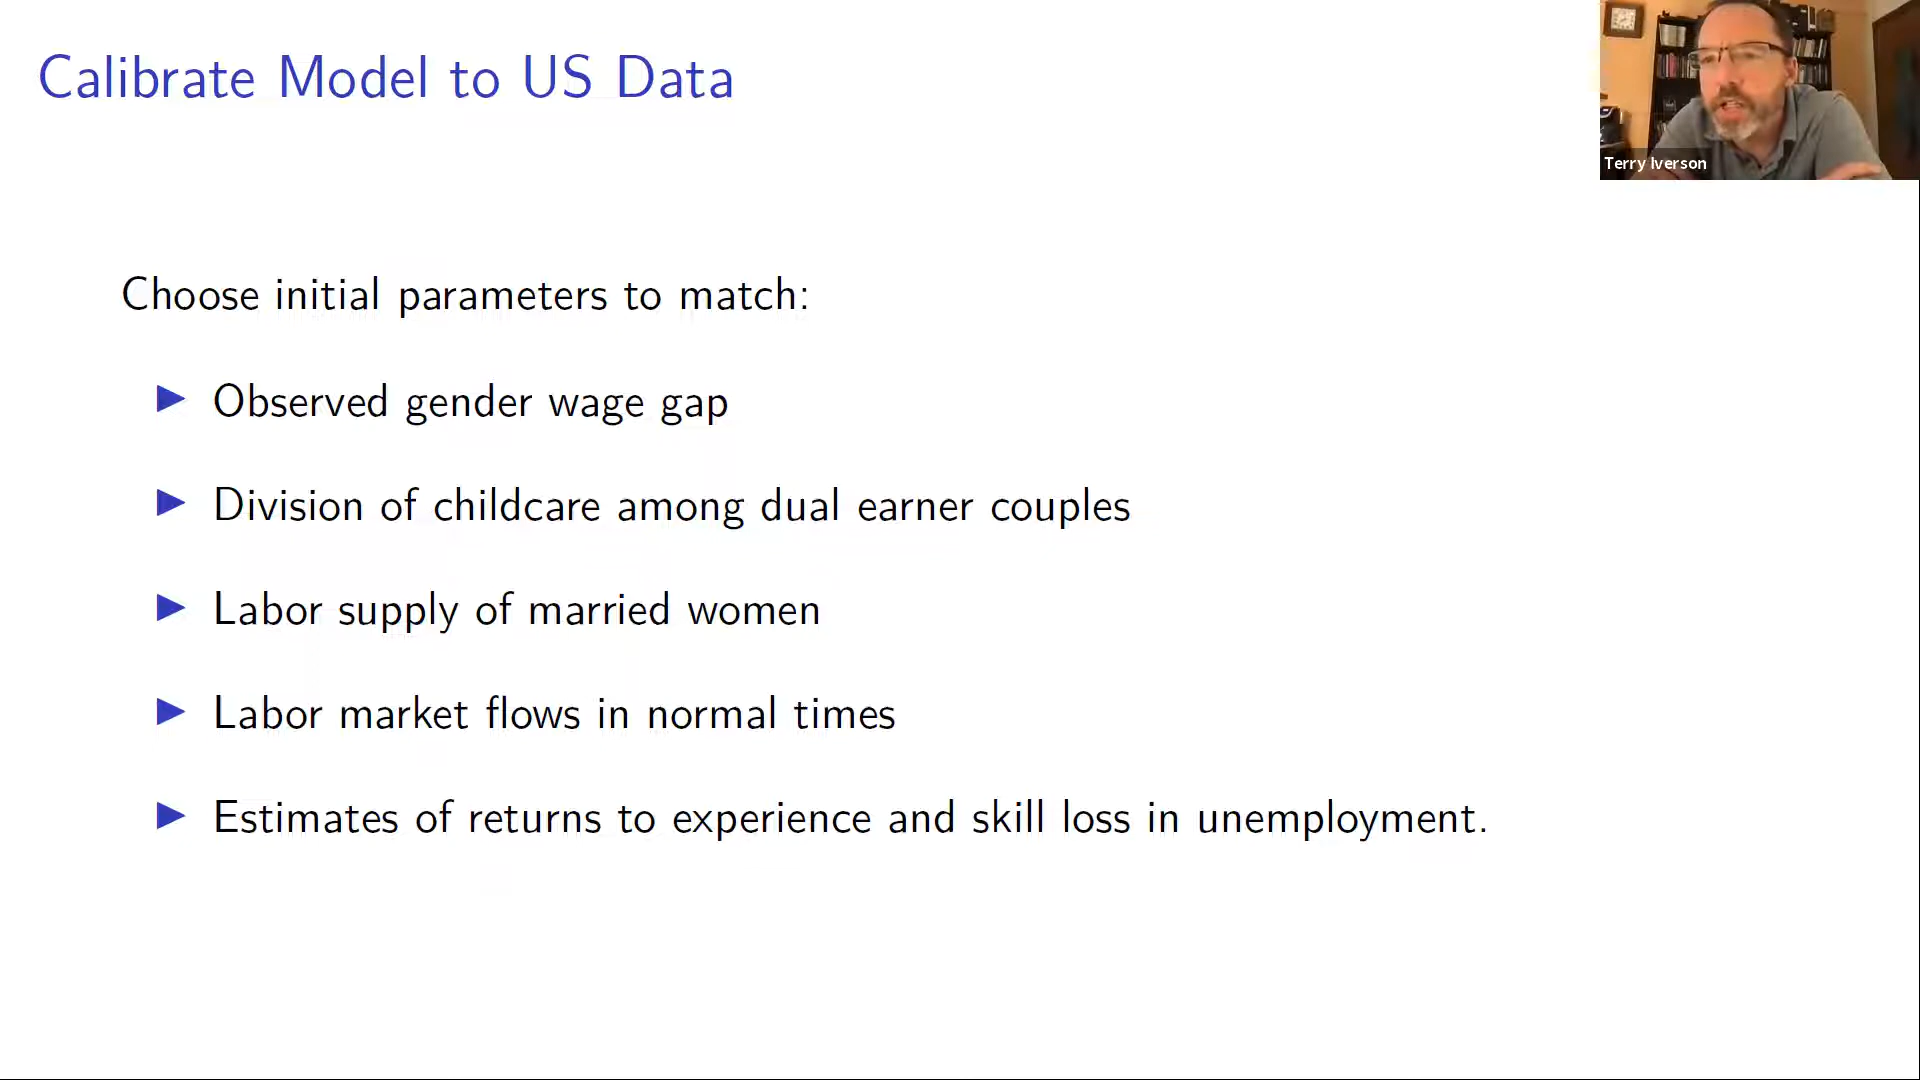 Calibrate Model to US Data
Terry Iverson
Choose initial parameters to match:
Observed gender wage gap
Division of childcare among dual earner couples
Labor supply of married women
Labor market flows in normal times
Estimates of returns to experience and skill loss in unemployment.